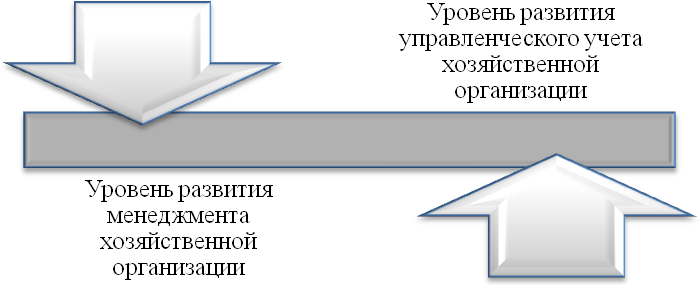 Уровень развития
управленческого учета
хозяйственной
организации
Уровень развития
менеджмента
хозяйственной
организации